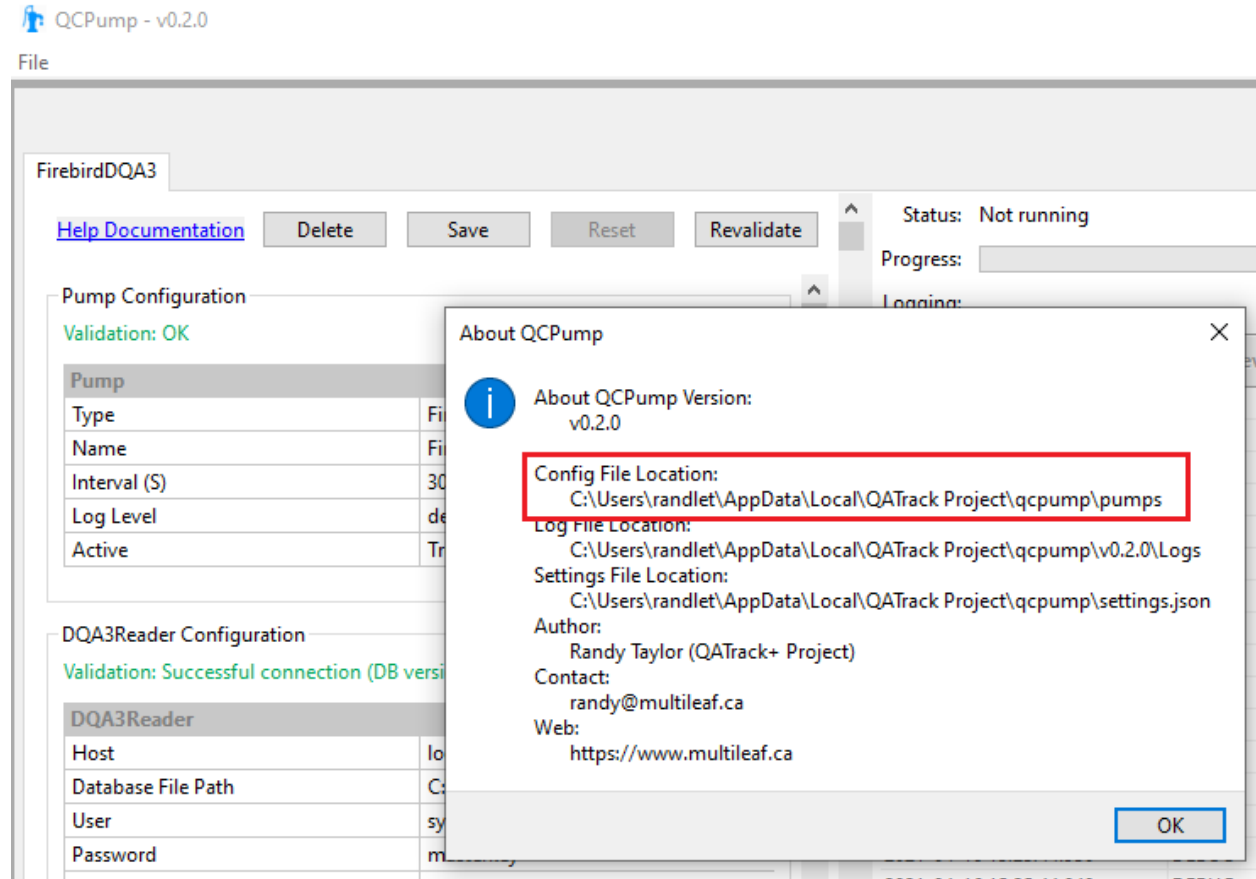 QCPump - v0.2.0
File
FirebirdDQA3
Help Documentation Delete Save Reset Revalidate
Status: Not running
Progress:
Logging:
Pump Configuration
Validation: OK
Pump
Type
Name
Interval (S) 30
Log Level
Active
DQA3Reader Configuration
Validation: Successful connection (DB
DQA3Reader
Host
Database File Path C:
User
Password
About QCPump
About QCPump Version:
v0.2.0
Config File Location:
C:\Users\randlet\AppData\Local\QATrack Project\qcpump\pumps
Log File Location:
C:\Users\randlet\AppData\Local\QATrack Project\qcpump\v0.2.0\Logs
Settings File Location:
C:\Users\randlet\AppData\Local\QATrack Project\qcpump\settings.json
Author:
Randy Taylor (QATrack+ Project)
Contact:
randy@multileaf.ca
Web:
https://www.multileaf.ca
OK